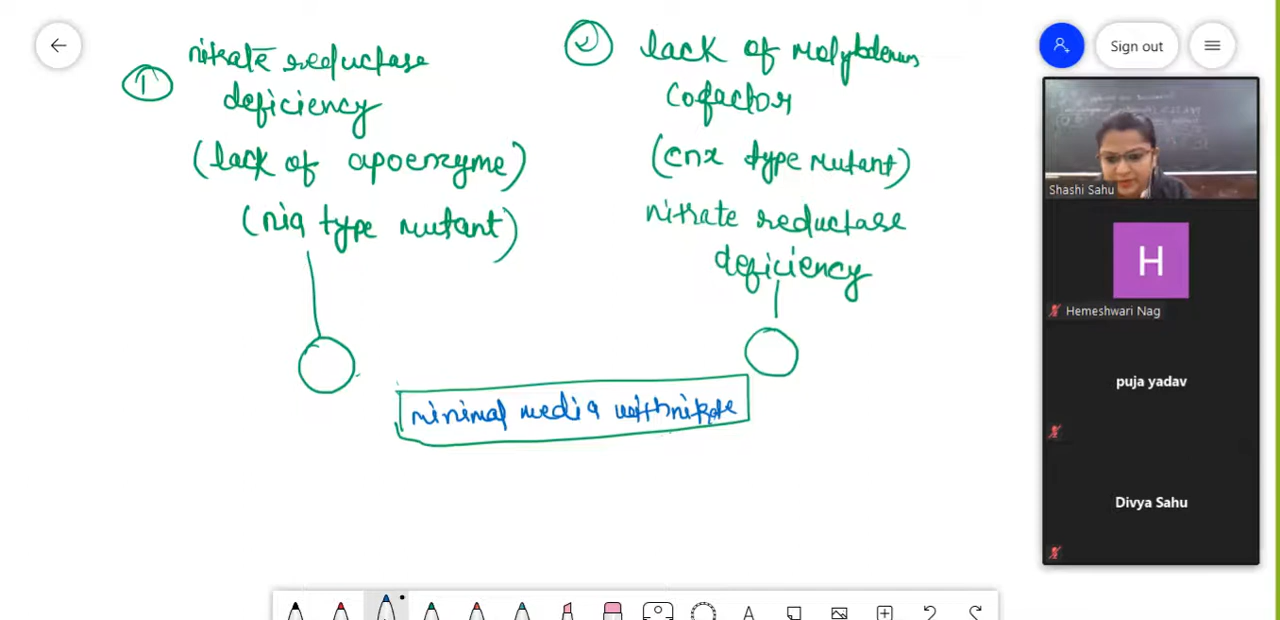 Sign out
① nitrate reductase
deficiency
(lack of apoenzyme)
(nia type mutant)
② lack of Molybdenum
cofactor
(cnx type mutant)
nitrate reductase
deficiency
minimal media with nitrate
Shashi Sahu
H
Hemeshwari Nag
puja yadav
Divya Sahu
A